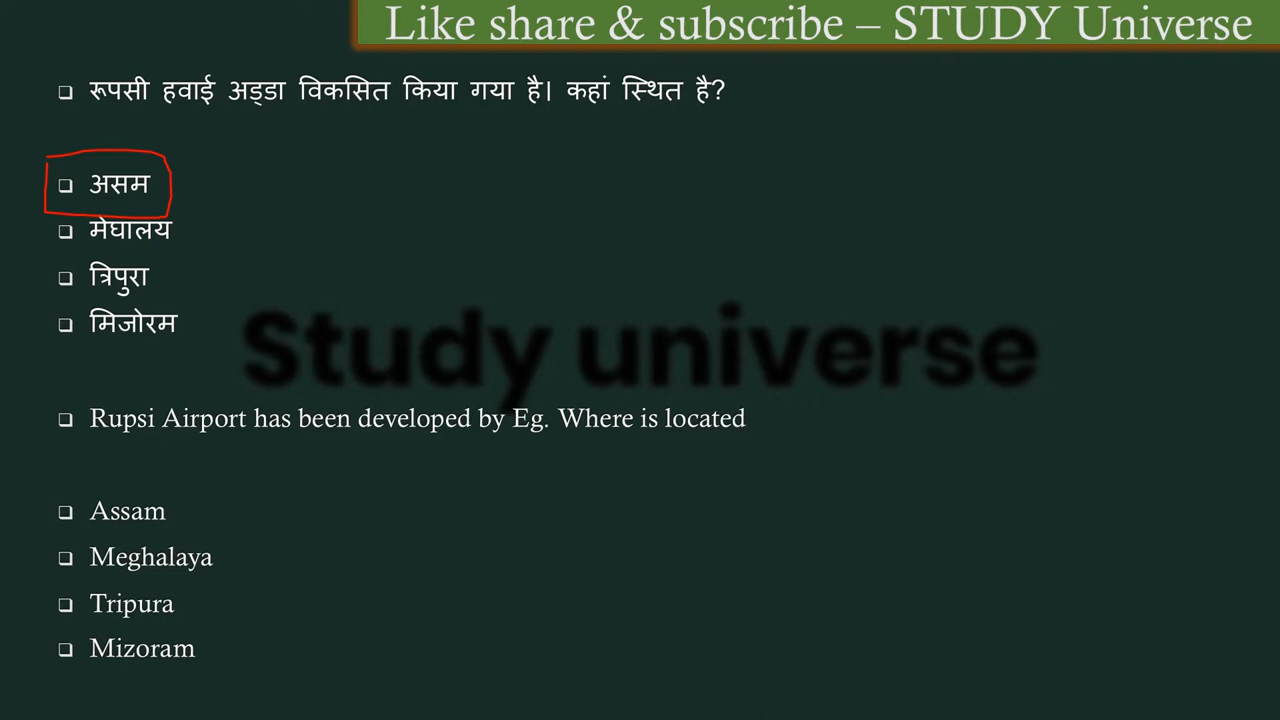 Like share & subscribe – STUDY Universe
रूपसी हवाई अड्डा विकसित किया गया है। कहां स्थित है?
असम
मेघालय
त्रिपुरा
मिजोरम
Study universe
Rupsi Airport has been developed by Eg. Where is located
Assam
Meghalaya
Tripura
Mizoram